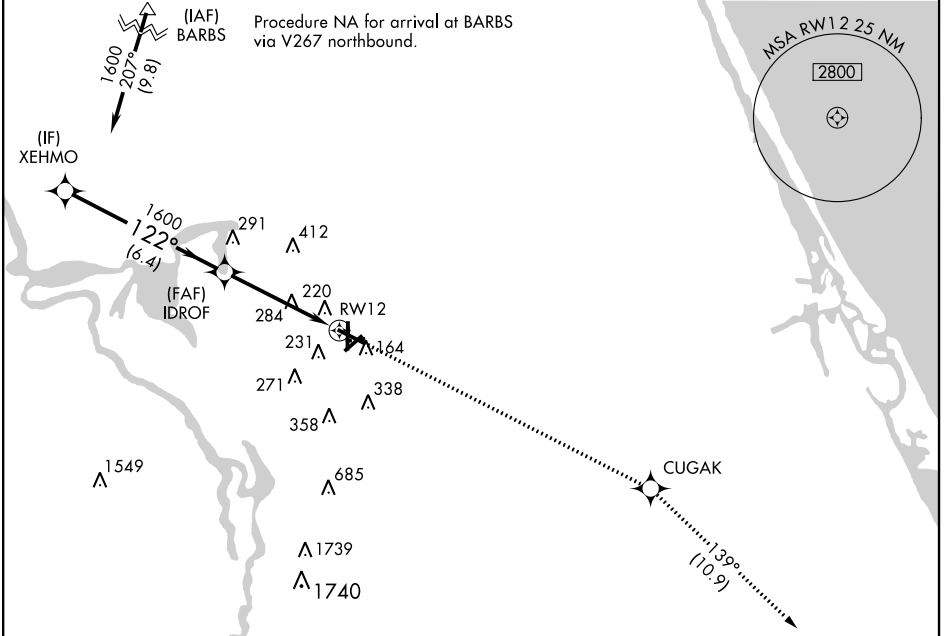 (IAF)
BARBS
Procedure NA for arrival at BARBS
via V267 northbound.
1600
207°
(9.8)
MSA RW12 25 NM
2800
(IF)
XEHMO
1600
122°
(6.4)
291
412
(FAF)
IDROF
284
220
RW12
231
164
271
338
358
1549
685
CUGAK
1739
1740
139°
(10.9)